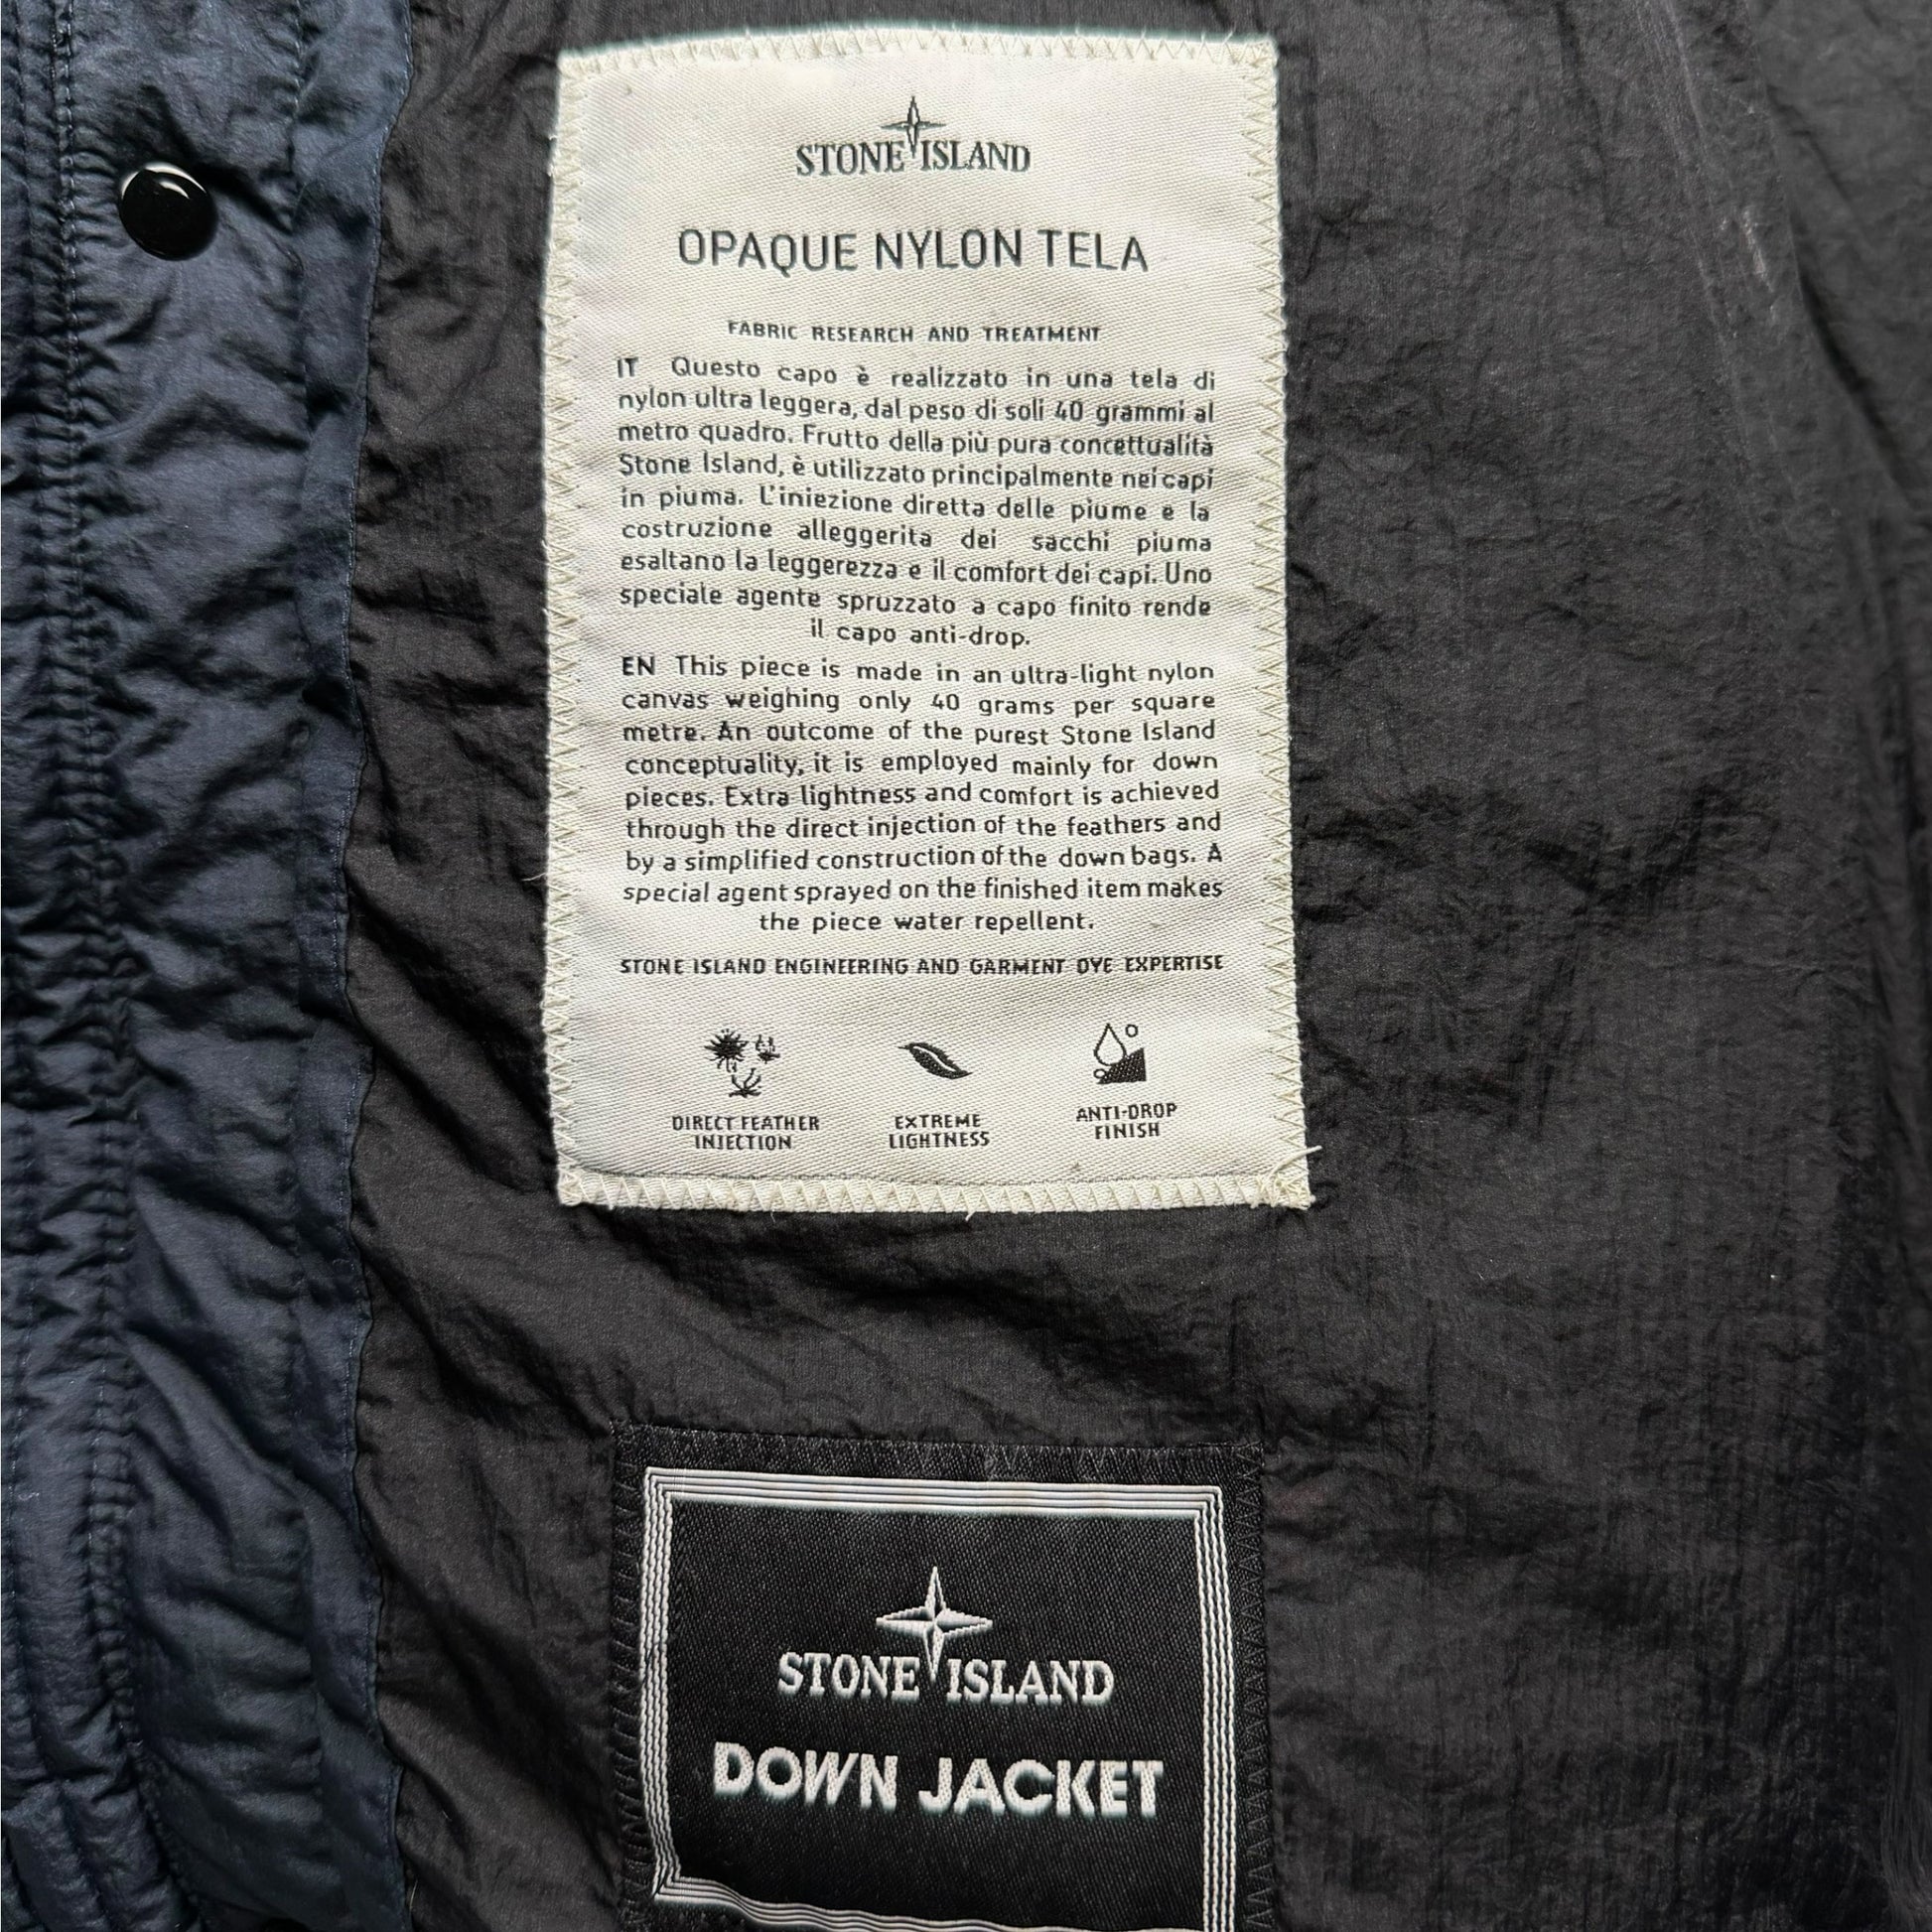 STONE ISLAND
OPAQUE NYLON TELA
FABRIC RESEARCH AND TREATMENT
IT Questo capo è realizzato in una tela di
nylon ultra leggera, dal peso di soli 40 grammi al
metro quadro. Frutto della più pura concettualità
Stone Island, è utilizzato principalmente nei capi
in piuma. L'iniezione diretta delle piume e la
costruzione alleggerita dei sacchi piuma
esaltano la leggerezza e il comfort dei capi. Uno
speciale agente spruzzato a capo finito rende
il capo anti-drop.
EN This piece is made in an ultra-light nylon
canvas weighing only 40 grams per square
metre. An outcome of the purest Stone Island
conceptuality, it is employed mainly for down
pieces. Extra lightness and comfort is achieved
through the direct injection of the feathers and
by a simplified construction of the down bags. A
special agent sprayed on the finished item makes
the piece water repellent.
STONE ISLAND ENGINEERING AND GARMENT DYE EXPERTISE
DIRECT FEATHER
INJECTION
EXTREME
LIGHTNESS
ANTI-DROP
FINISH
STONE ISLAND
DOWN JACKET